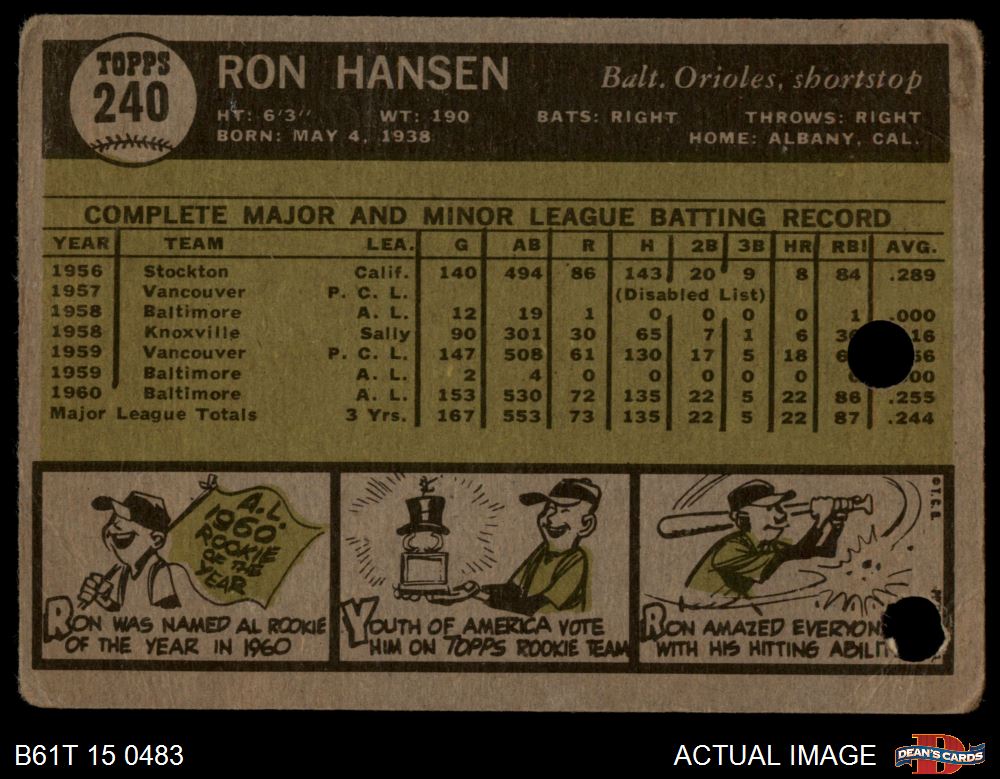 TOPPS
240
RON HANSEN
Balt. Orioles, shortstop
HT: 6'3" WT: 190 BATS: RIGHT THROWS: RIGHT
BORN: MAY 4, 1938 HOME: ALBANY, CAL.
COMPLETE MAJOR AND MINOR LEAGUE BATTING RECORD
YEAR TEAM LEA. G AB R H 2B 3B HR RBI AVG.
1956 Stockton Calif. 140 494 86 143 20 9 8 84 .289
1957 Vancouver P. C. L. (Disabled List)
1958 Baltimore A. L. 12 19 1 0 0 0 0 1 .000
1958 Knoxville Sally 90 301 30 65 7 1 6 16
1959 Vancouver P. C. L. 147 508 61 130 17 5 18
1959 Baltimore A. L. 2 4 0 0 0 0 0 0 00
1960 Baltimore A. L. 153 530 72 135 22 5 22 86 .255
Major League Totals 3 Yrs. 167 553 73 135 22 5 22 87 .244
A.L.
1960
ROOKIE
OF THE
YEAR
RON WAS NAMED AL ROOKIE
OF THE YEAR IN 1960
H
YOUTH OF AMERICA VOTE
HIM ON TOPPS ROOKIE TEAM
©T.C.G.
RON AMAZED EVERYON
WITH HIS HITTING ABILIT
B61T 15 0483
ACTUAL IMAGE
D
DEAN'S CARDS